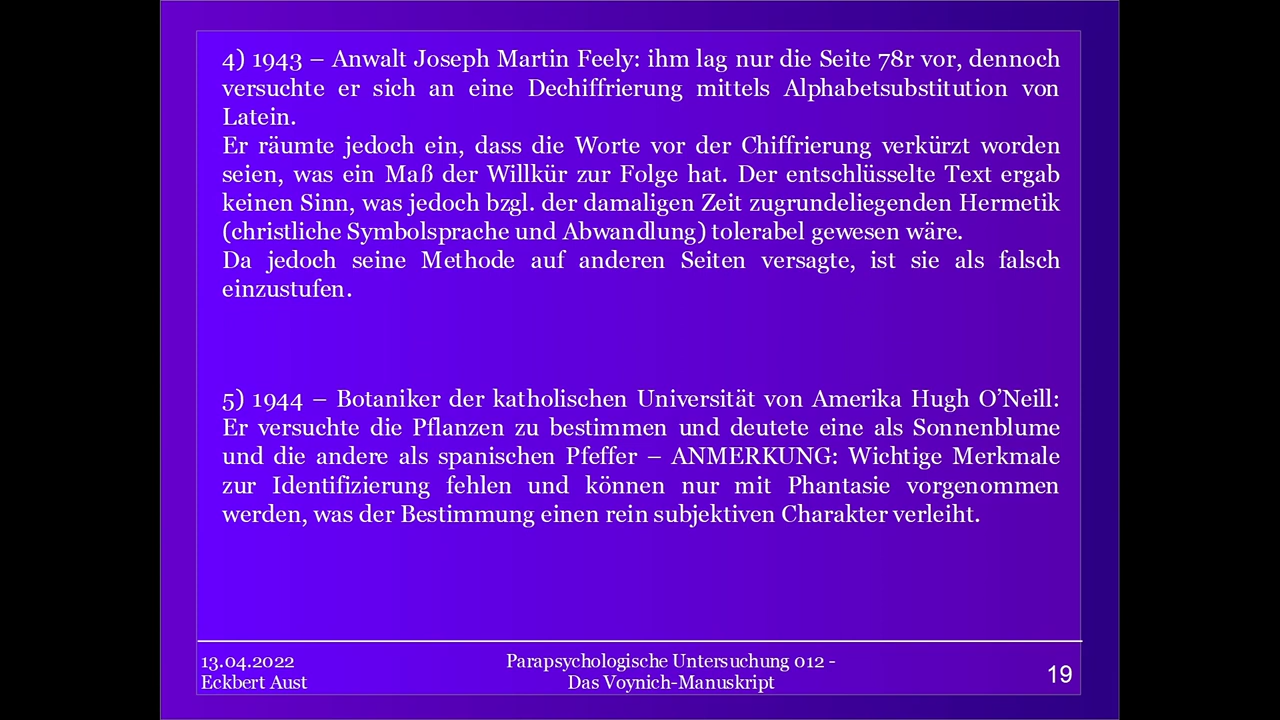 4) 1943 – Anwalt Joseph Martin Feely: ihm lag nur die Seite 78r vor, dennoch
versuchte er sich an eine Dechiffrierung mittels Alphabetsubstitution von
Latein.
Er räumte jedoch ein, dass die Worte vor der Chiffrierung verkürzt worden
seien, was ein Maß der Willkür zur Folge hat. Der entschlüsselte Text ergab
keinen Sinn, was jedoch bzgl. der damaligen Zeit zugrundeliegenden Hermetik
(christliche Symbolsprache und Abwandlung) tolerabel gewesen wäre.
Da jedoch seine Methode auf anderen Seiten versagte, ist sie als falsch
einzustufen.
5) 1944 – Botaniker der katholischen Universität von Amerika Hugh O’Neill:
Er versuchte die Pflanzen zu bestimmen und deutete eine als Sonnenblume
und die andere als spanischen Pfeffer – ANMERKUNG: Wichtige Merkmale
zur Identifizierung fehlen und können nur mit Phantasie vorgenommen
werden, was der Bestimmung einen rein subjektiven Charakter verleiht.
13.04.2022
Eckbert Aust
Parapsychologische Untersuchung 012 -
Das Voynich-Manuskript
19